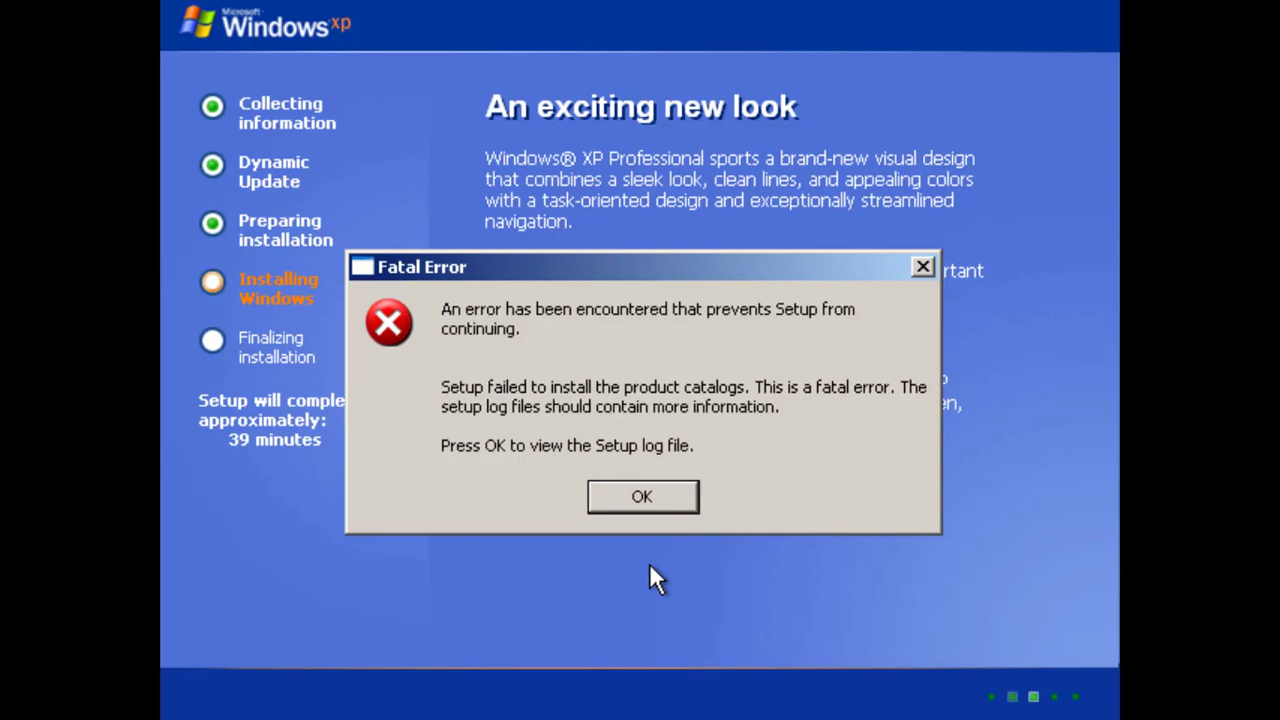 Microsoft
Windows xp
Collecting
information
Dynamic
Update
Preparing
installation
Installing
Windows
Finalizing
installation
Setup will comple
approximately:
39 minutes
An exciting new look
Windows® XP Professional sports a brand-new visual design
that combines a sleek look, clean lines, and appealing colors
with a task-oriented design and exceptionally streamlined
navigation.
Fatal Error
An error has been encountered that prevents Setup from
continuing.
Setup failed to install the product catalogs. This is a fatal error. The
setup log files should contain more information.
Press OK to view the Setup log file.
OK